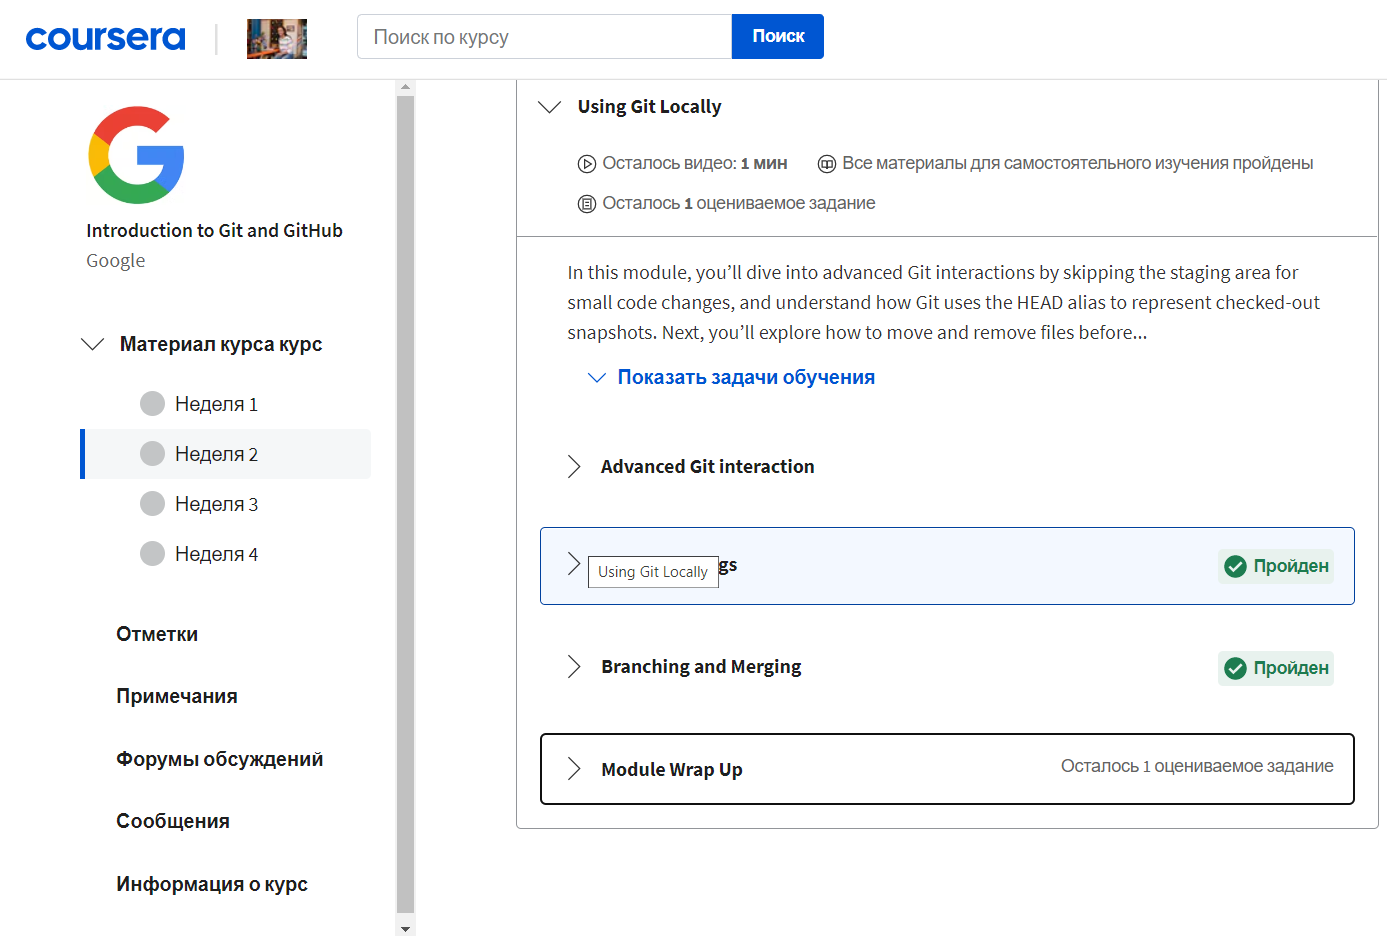 coursera
Поиск по курсу
Поиск
Introduction to Git and GitHub
Google
Материал курса курс
Неделя 1
Неделя 2
Неделя 3
Неделя 4
Отметки
Примечания
Форумы обсуждений
Сообщения
Информация о курс
Using Git Locally
Осталось видео: 1 мин
Все материалы для самостоятельного изучения пройдены
Осталось 1 оцениваемое задание
In this module, you’ll dive into advanced Git interactions by skipping the staging area for
small code changes, and understand how Git uses the HEAD alias to represent checked-out
snapshots. Next, you’ll explore how to move and remove files before...
Показать задачи обучения
Advanced Git interaction
Using Git Locally
gs
Пройден
Branching and Merging
Пройден
Module Wrap Up
Осталось 1 оцениваемое задание